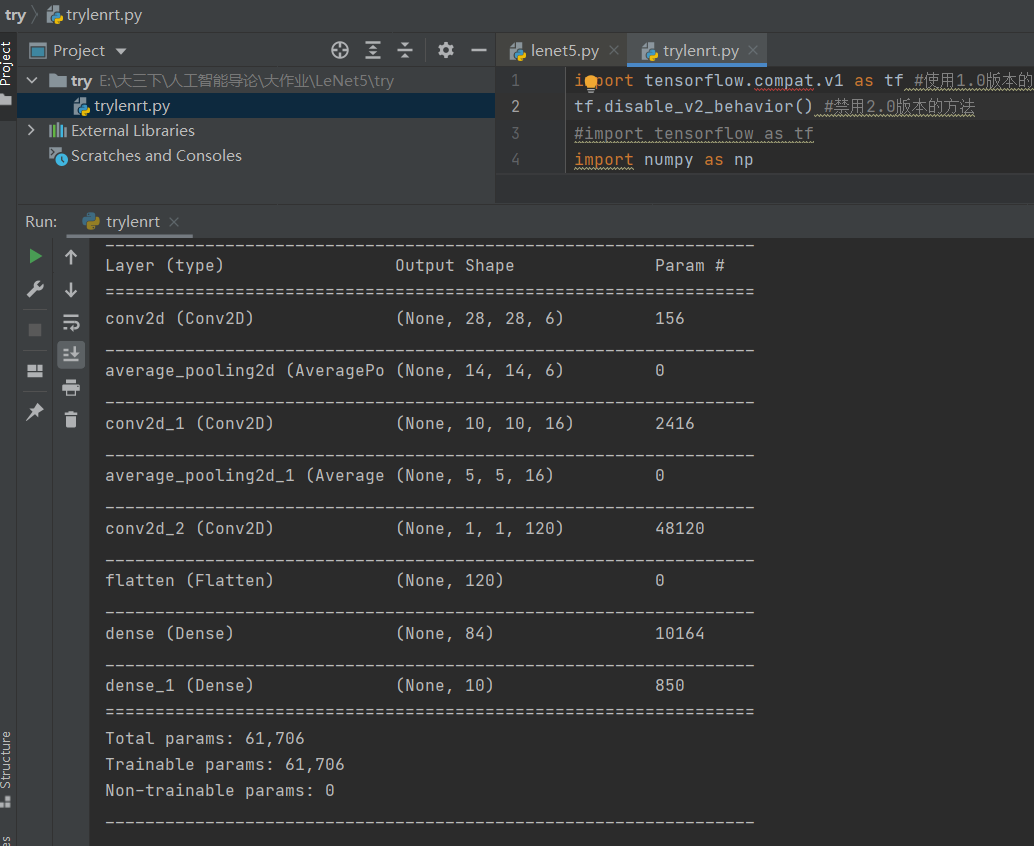 try trylenrt.py
Project
Project
lenet5.py
trylenrt.py
try E:\大三下\人工智能导论\大作业\LeNet5\try
trylenrt.py
External Libraries
Scratches and Consoles
1 import tensorflow.compat.v1 as tf #使用1.0版本的
2 tf.disable_v2_behavior() #禁用2.0版本的方法
3 #import tensorflow as tf
4 import numpy as np
Run: trylenrt
_________________________________________________________________
Layer (type) Output Shape Param #
=================================================================
conv2d (Conv2D) (None, 28, 28, 6) 156
_________________________________________________________________
average_pooling2d (AveragePo (None, 14, 14, 6) 0
_________________________________________________________________
conv2d_1 (Conv2D) (None, 10, 10, 16) 2416
_________________________________________________________________
average_pooling2d_1 (Average (None, 5, 5, 16) 0
_________________________________________________________________
conv2d_2 (Conv2D) (None, 1, 1, 120) 48120
_________________________________________________________________
flatten (Flatten) (None, 120) 0
_________________________________________________________________
dense (Dense) (None, 84) 10164
_________________________________________________________________
dense_1 (Dense) (None, 10) 850
=================================================================
Total params: 61,706
Trainable params: 61,706
Non-trainable params: 0
_________________________________________________________________
Structure